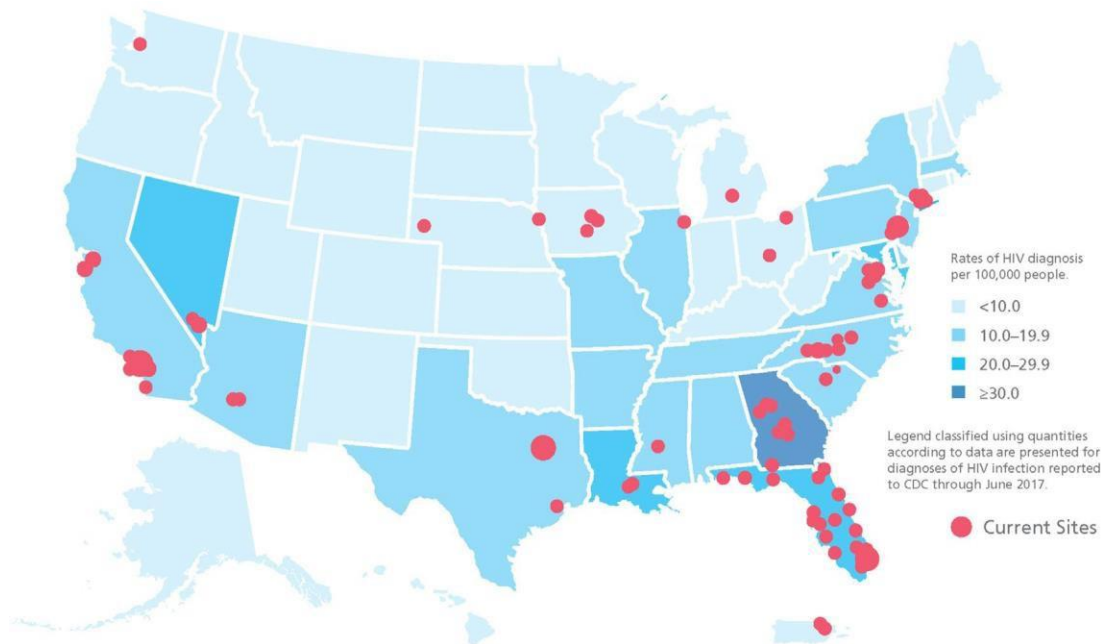 Rates of HIV diagnosis
per 100,000 people.
<10.0
10.0–19.9
20.0–29.9
≥30.0
Legend classified using quantities
according to data are presented for
diagnoses of HIV infection reported
to CDC through June 2017.
Current Sites